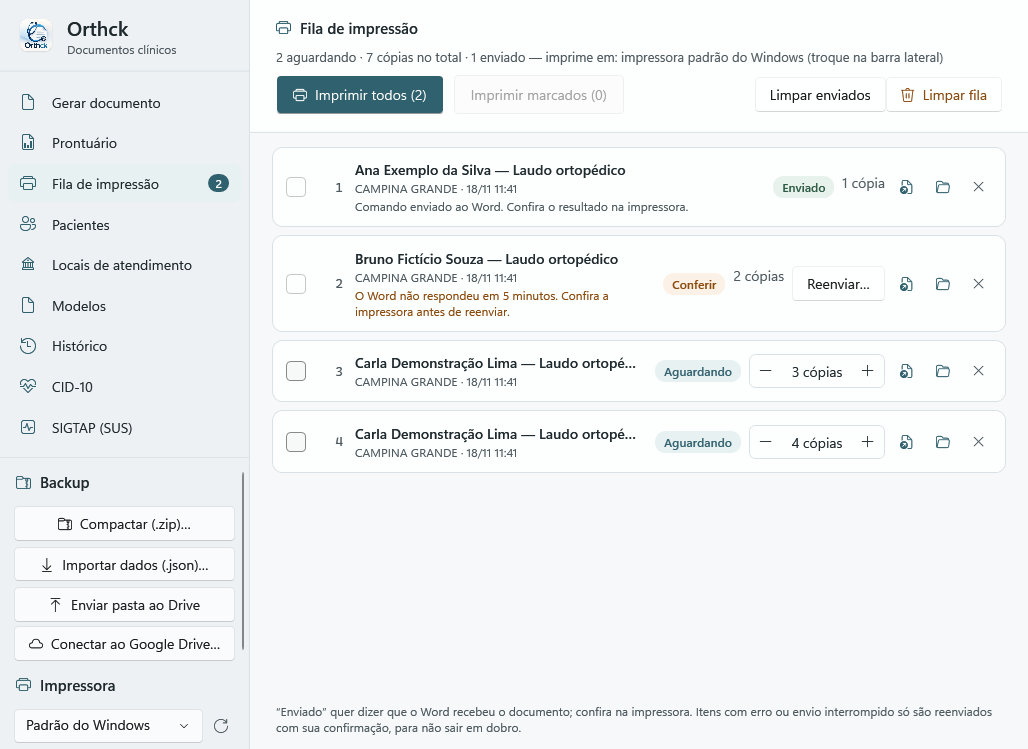 Orthck
Documentos clínicos
Orthck
Gerar documento
Prontuário
Fila de impressão 2
Pacientes
Locais de atendimento
Modelos
Histórico
CID-10
SIGTAP (SUS)
Backup
Compactar (.zip)...
Importar dados (.json)...
Enviar pasta ao Drive
Conectar ao Google Drive...
Impressora
Padrão do Windows
Fila de impressão
2 aguardando · 7 cópias no total · 1 enviado — imprime em: impressora padrão do Windows (troque na barra lateral)
Imprimir todos (2)
Imprimir marcados (0)
Limpar enviados
Limpar fila
1
Ana Exemplo da Silva — Laudo ortopédico
CAMPINA GRANDE · 18/11 11:41
Comando enviado ao Word. Confira o resultado na impressora.
Enviado
1 cópia
2
Bruno Fictício Souza — Laudo ortopédico
CAMPINA GRANDE · 18/11 11:41
O Word não respondeu em 5 minutos. Confira a
impressora antes de reenviar.
Conferir
2 cópias
Reenviar...
3
Carla Demonstração Lima — Laudo ortopé...
CAMPINA GRANDE · 18/11 11:41
Aguardando
3 cópias
4
Carla Demonstração Lima — Laudo ortopé...
CAMPINA GRANDE · 18/11 11:41
Aguardando
4 cópias
"Enviado" quer dizer que o Word recebeu o documento; confira na impressora. Itens com erro ou envio interrompido só são reenviados
com sua confirmação, para não sair em dobro.